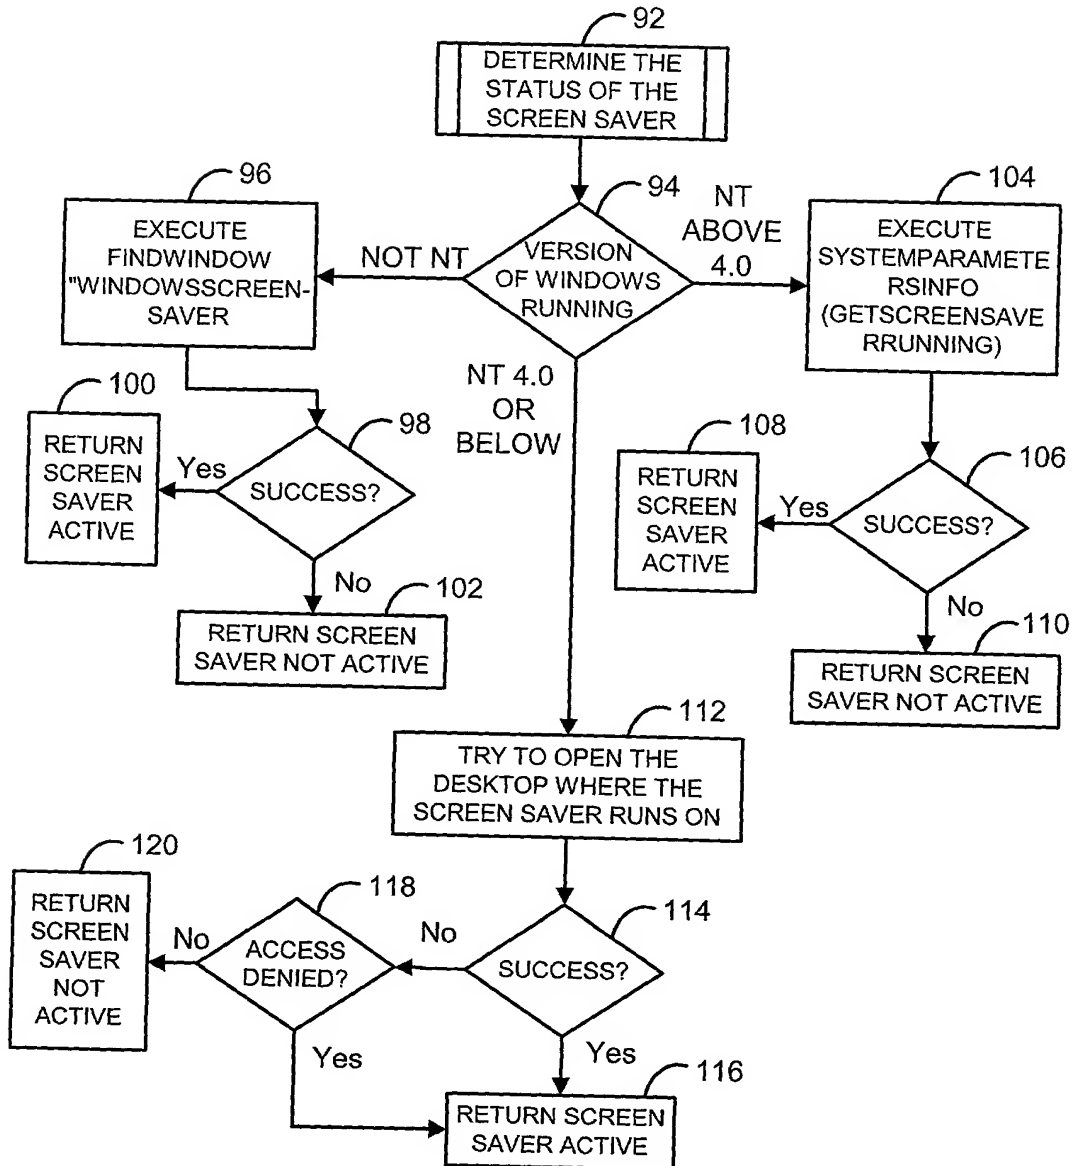 92
DETERMINE THE
STATUS OF THE
SCREEN SAVER
94
VERSION
OF WINDOWS
RUNNING
NOT NT
NT
ABOVE
4.0
NT 4.0
OR
BELOW
96
EXECUTE
FINDWINDOW
"WINDOWSSCREEN-
SAVER
98
SUCCESS?
Yes
100
RETURN
SCREEN
SAVER
ACTIVE
No
102
RETURN SCREEN
SAVER NOT ACTIVE
104
EXECUTE
SYSTEMPARAMETE
RSINFO
(GETSCREENSAVE
RRUNNING)
106
SUCCESS?
Yes
108
RETURN
SCREEN
SAVER
ACTIVE
No
110
RETURN SCREEN
SAVER NOT ACTIVE
112
TRY TO OPEN THE
DESKTOP WHERE THE
SCREEN SAVER RUNS ON
114
SUCCESS?
No
118
ACCESS
DENIED?
No
120
RETURN
SCREEN
SAVER
NOT
ACTIVE
Yes
Yes
116
RETURN SCREEN
SAVER ACTIVE